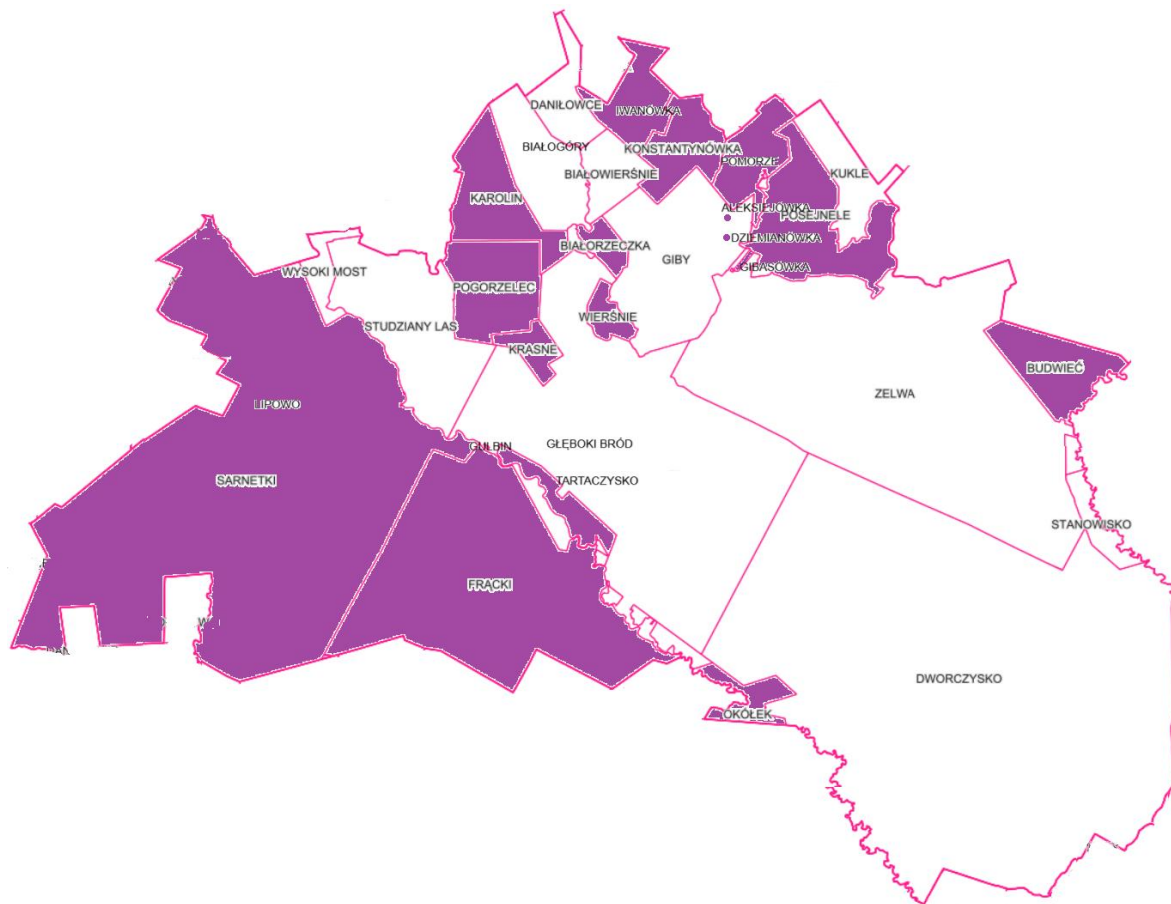 DANIŁOWCE
IWANÓWKA
BIAŁOGÓRY
KONSTANTYNÓWKA
POMORZE
BIAŁOWIERŚNIE
KUKLE
KAROLIN
ALEKSIEJÓWKA
POSEJNELE
DZIEMIANÓWKA
BIAŁORZECZKA
GIBY
GIBASÓWKA
WYSOKI MOST
POGORZELEC
WIERŚNIE
STUDZIANY LAS
KRASNE
BUDWIEĆ
ZELWA
LIPOWO
GULBIN
GŁĘBOKI BRÓD
SARNETKI
TARTACZYSKO
STANOWISKO
FRĄCKI
DWORCZYSKO
OKÓŁEK